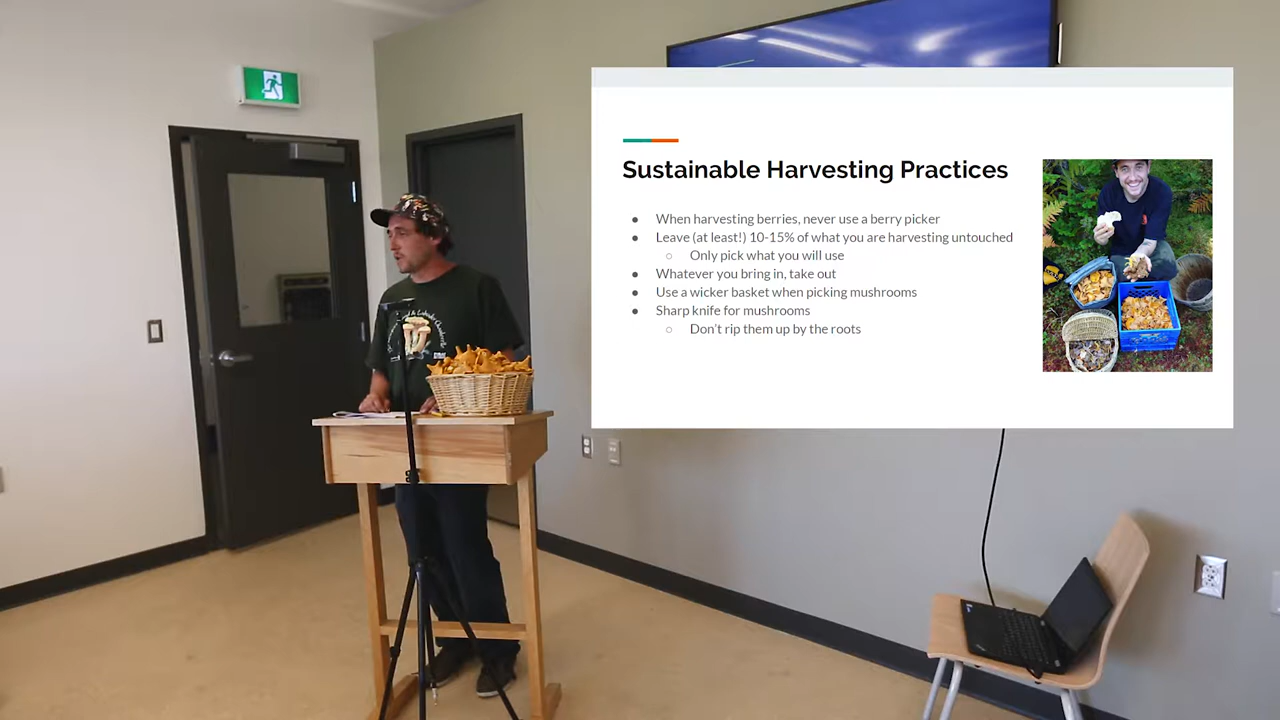 Sustainable Harvesting Practices
● When harvesting berries, never use a berry picker
● Leave (at least!) 10-15% of what you are harvesting untouched
○ Only pick what you will use
● Whatever you bring in, take out
● Use a wicker basket when picking mushrooms
● Sharp knife for mushrooms
○ Don't rip them up by the roots